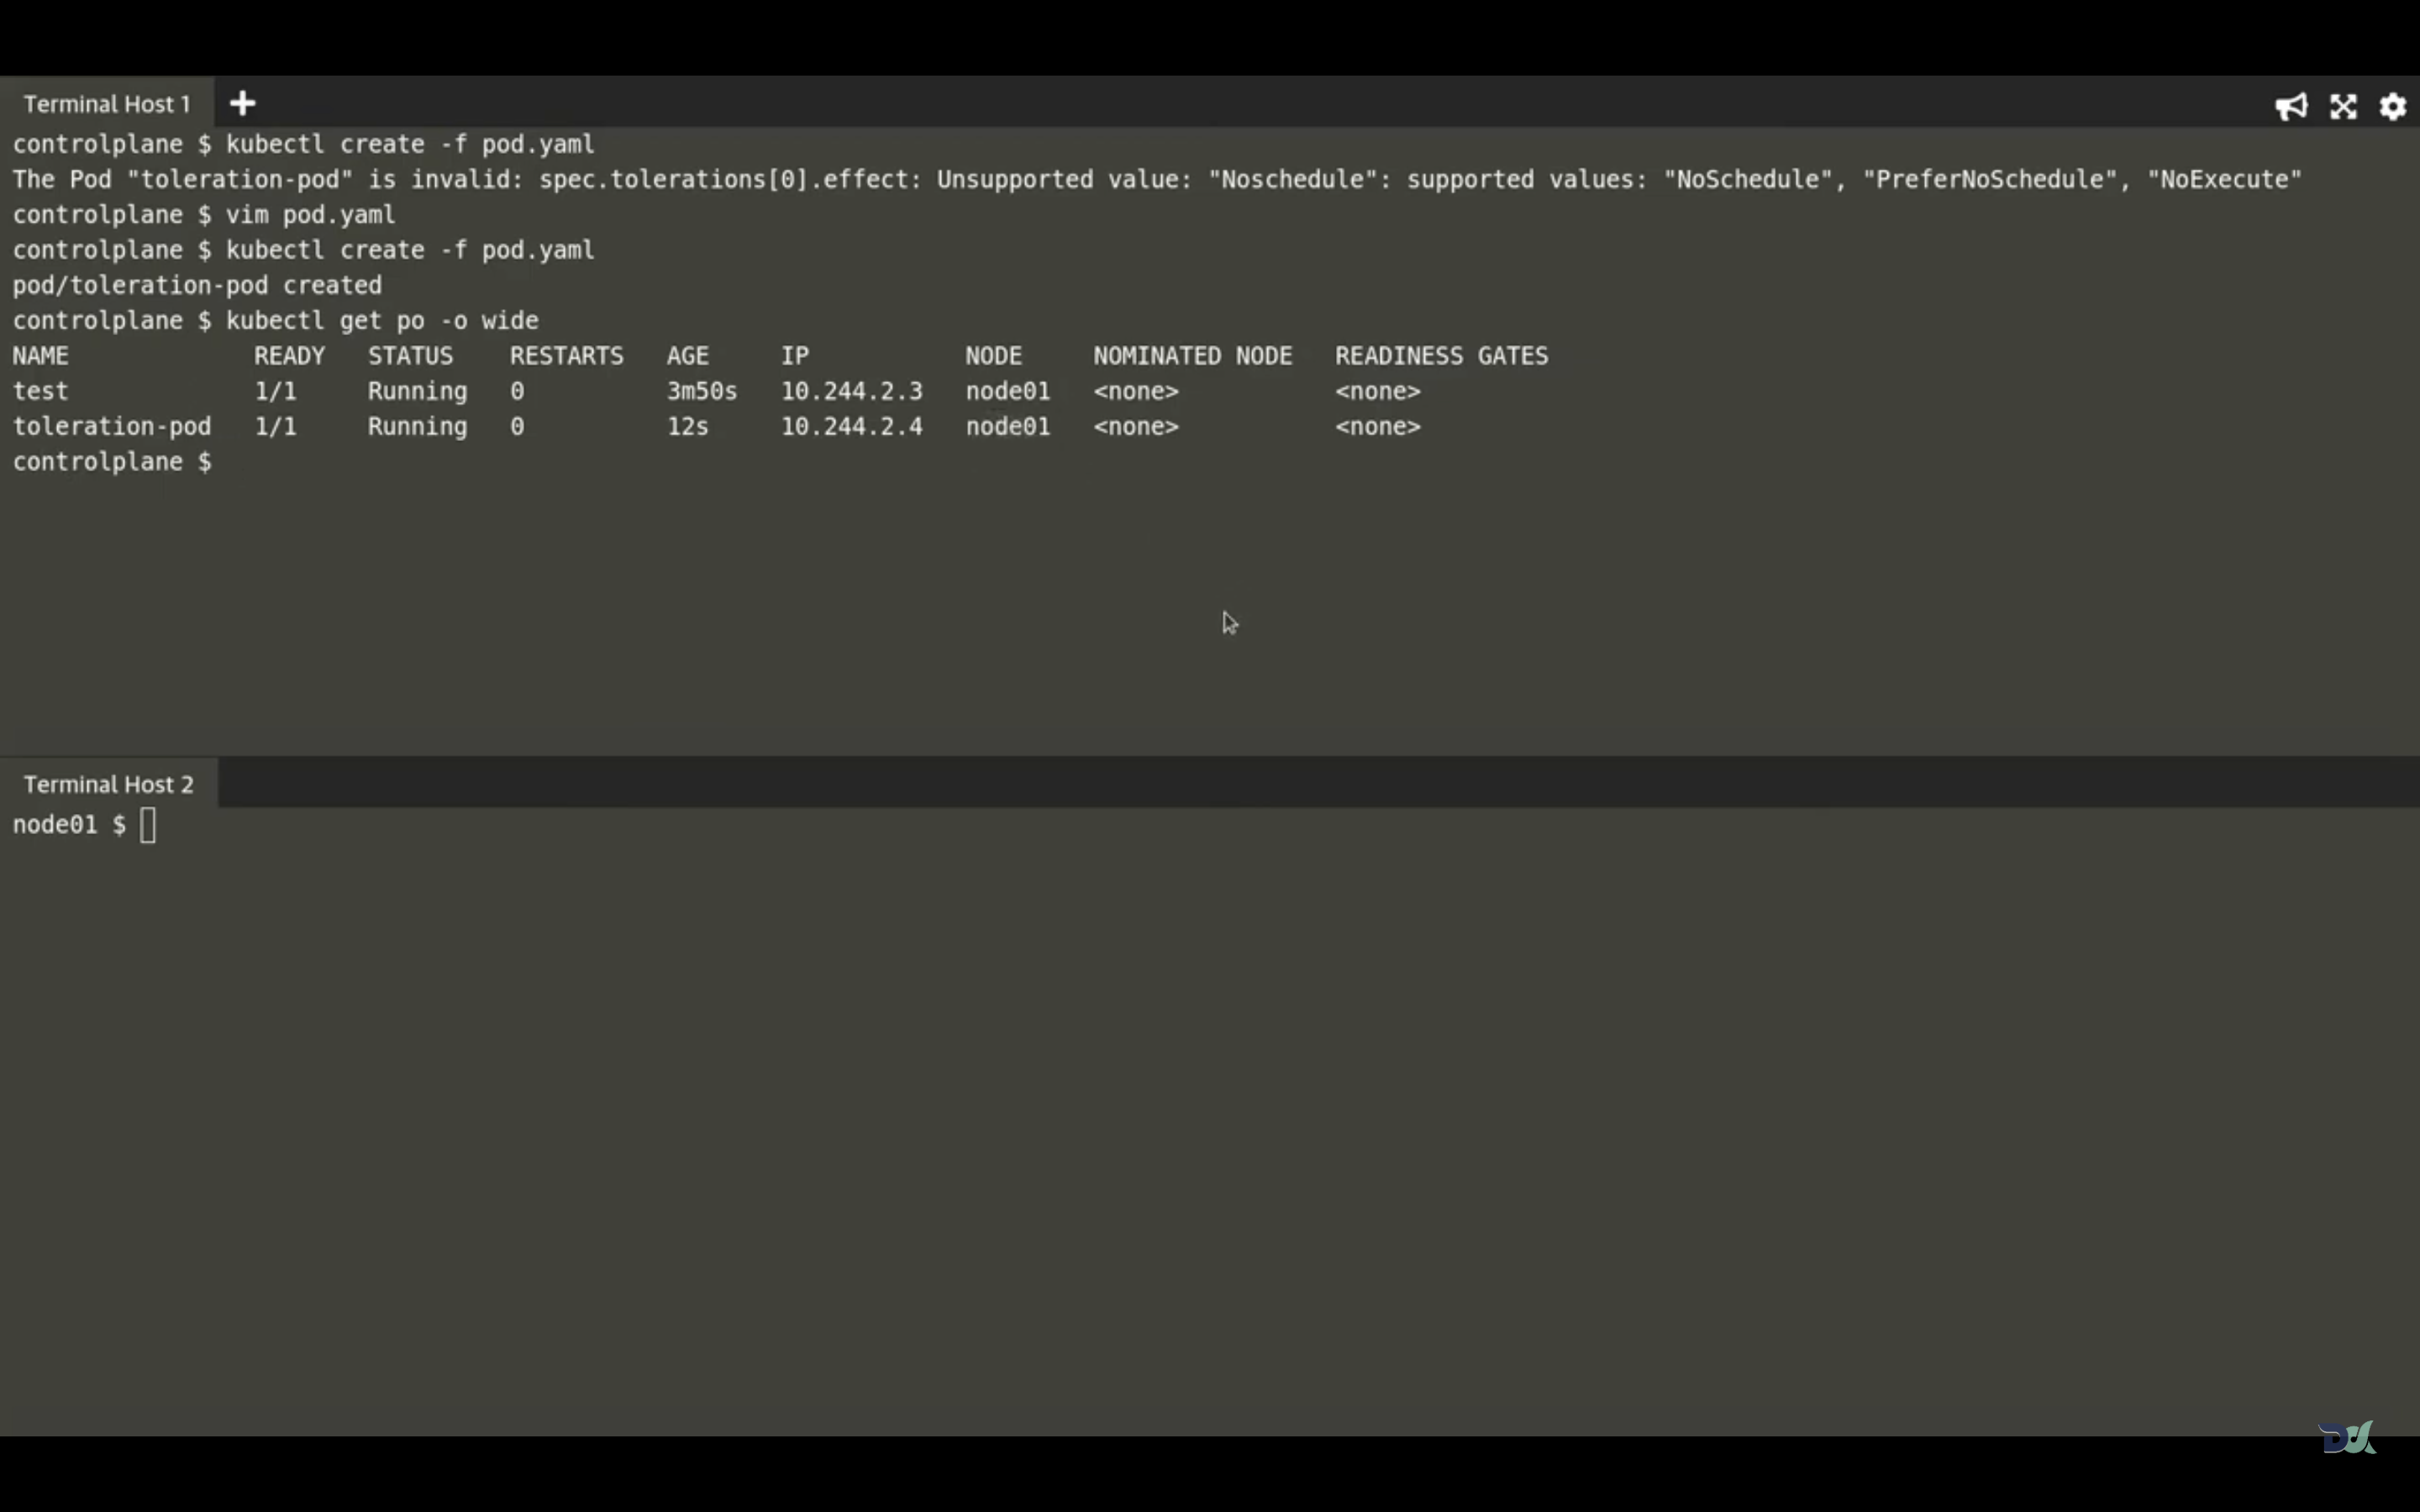 Terminal Host 1
controlplane $ kubectl create -f pod.yaml
The Pod "toleration-pod" is invalid: spec.tolerations[0].effect: Unsupported value: "Noschedule": supported values: "NoSchedule", "PreferNoSchedule", "NoExecute"
controlplane $ vim pod.yaml
controlplane $ kubectl create -f pod.yaml
pod/toleration-pod created
controlplane $ kubectl get po -o wide
NAME READY STATUS RESTARTS AGE IP NODE NOMINATED NODE READINESS GATES
test 1/1 Running 0 3m50s 10.244.2.3 node01 <none> <none>
toleration-pod 1/1 Running 0 12s 10.244.2.4 node01 <none> <none>
controlplane $
Terminal Host 2
node01 $